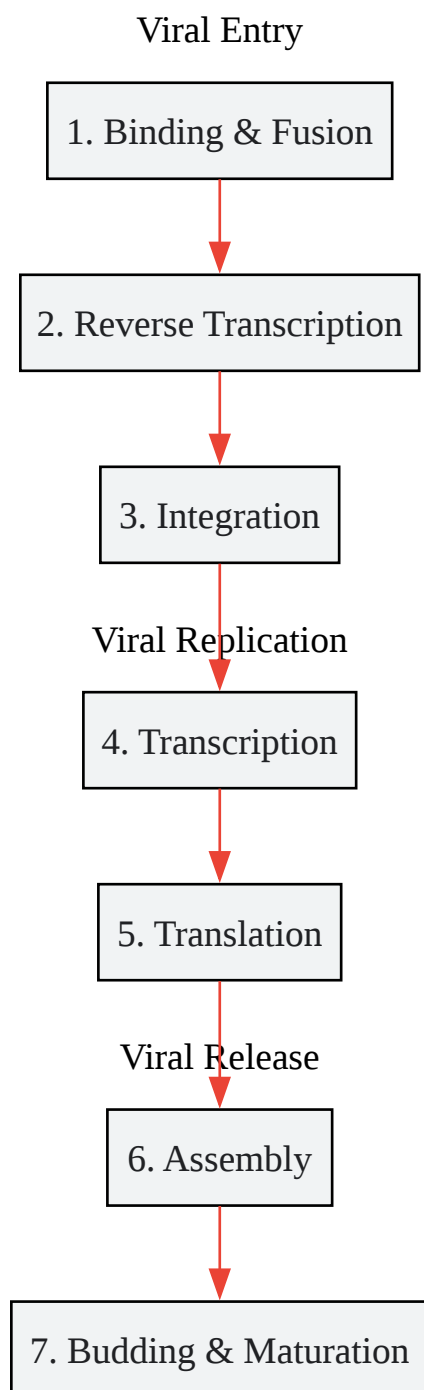 Viral Entry
1. Binding & Fusion
2. Reverse Transcription
3. Integration
Viral Replication
4. Transcription
5. Translation
Viral Release
6. Assembly
7. Budding & Maturation